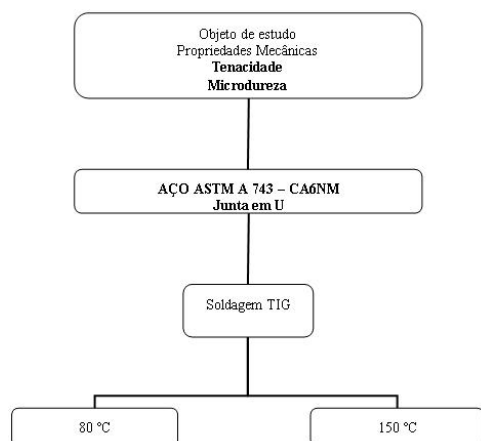 Objeto de estudo
Propriedades Mecânicas
Tenacidade
Microdureza
AÇO ASTM A 743 – CA6NM
Junta em U
Soldagem TIG
80 °C
150 °C